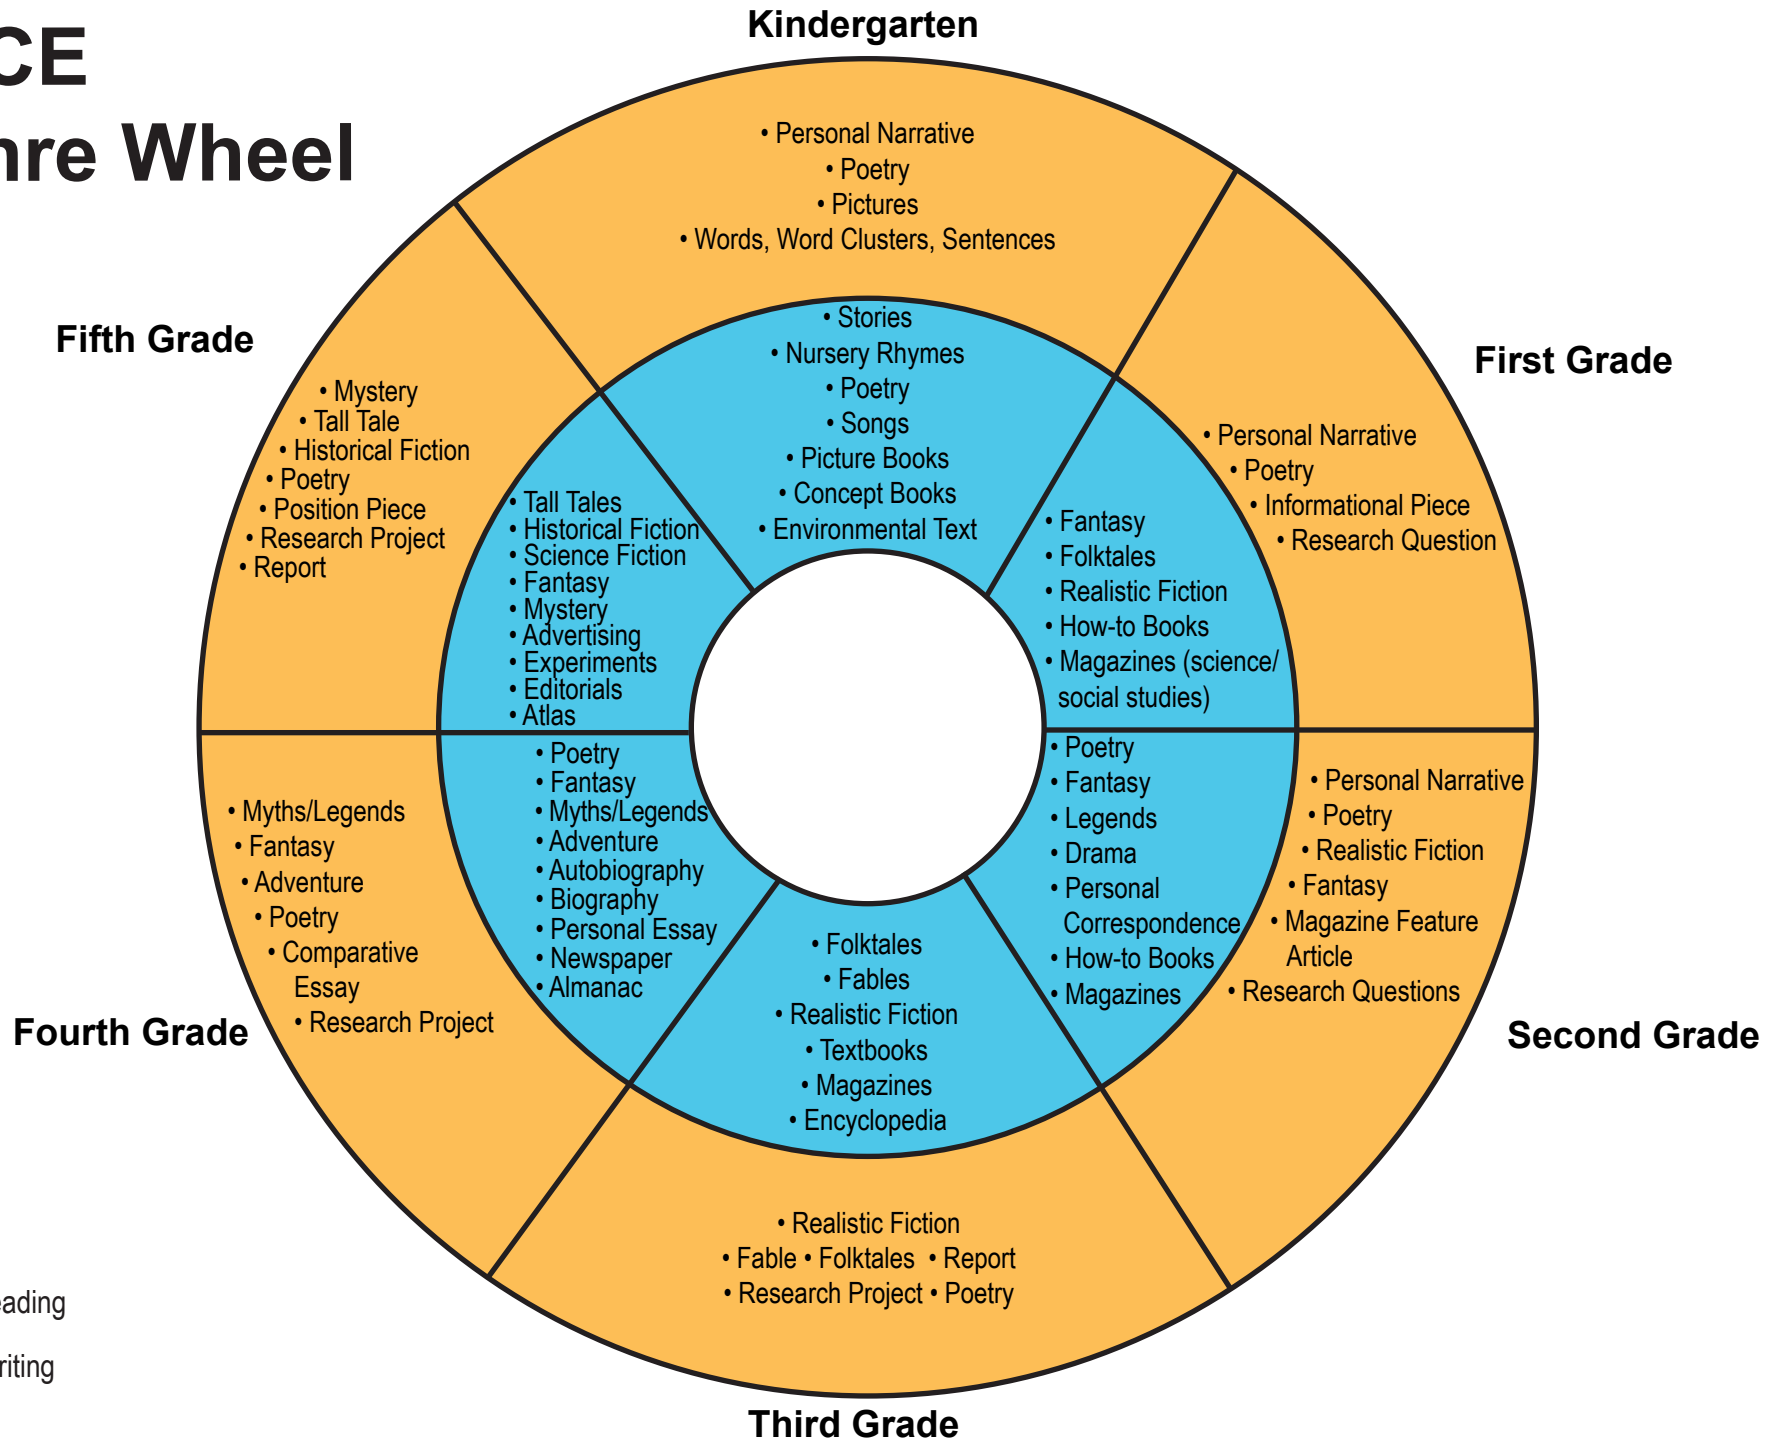 CE
nre Wheel
Kindergarten
• Personal Narrative
• Poetry
• Pictures
• Words, Word Clusters, Sentences
• Stories
• Nursery Rhymes
• Poetry
• Songs
• Picture Books
• Concept Books
• Environmental Text
First Grade
• Personal Narrative
• Poetry
• Informational Piece
• Research Question
• Fantasy
• Folktales
• Realistic Fiction
• How-to Books
• Magazines (science/
social studies)
Second Grade
• Personal Narrative
• Poetry
• Realistic Fiction
• Fantasy
• Magazine Feature
Article
• Research Questions
• Poetry
• Fantasy
• Legends
• Drama
• Personal
Correspondence
• How-to Books
• Magazines
Third Grade
• Realistic Fiction
• Fable • Folktales • Report
• Research Project • Poetry
• Folktales
• Fables
• Realistic Fiction
• Textbooks
• Magazines
• Encyclopedia
Fourth Grade
• Myths/Legends
• Fantasy
• Adventure
• Poetry
• Comparative
Essay
• Research Project
• Poetry
• Fantasy
• Myths/Legends
• Adventure
• Autobiography
• Biography
• Personal Essay
• Newspaper
• Almanac
Fifth Grade
• Mystery
• Tall Tale
• Historical Fiction
• Poetry
• Position Piece
• Research Project
• Report
• Tall Tales
• Historical Fiction
• Science Fiction
• Fantasy
• Mystery
• Advertising
• Experiments
• Editorials
• Atlas
eading
riting